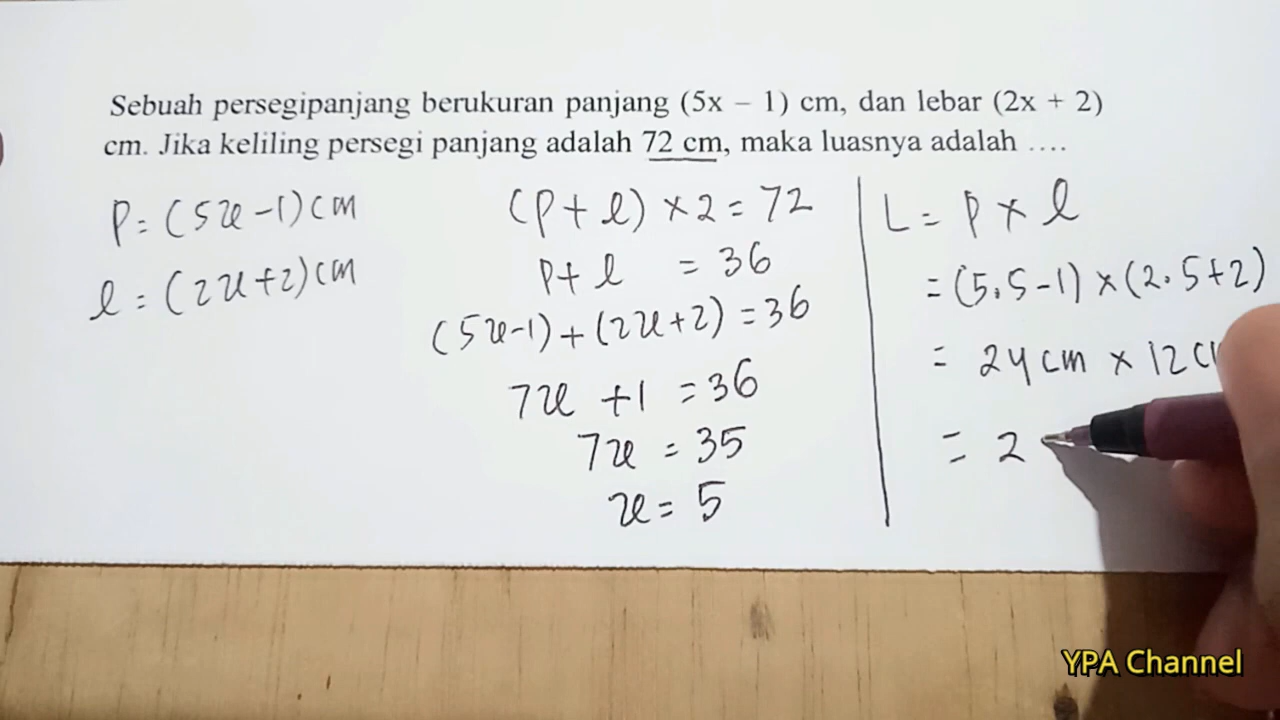 Sebuah persegipanjang berukuran panjang (5x – 1) cm, dan lebar (2x + 2)
cm. Jika keliling persegi panjang adalah 72 cm, maka luasnya adalah ....
P = (5x - 1) cm
l = (2x + 2) cm
(P + l) × 2 = 72
P + l = 36
(5x - 1) + (2x + 2) = 36
7x + 1 = 36
7x = 35
x = 5
L = P × l
= (5.5 - 1) × (2.5 + 2)
= 24 cm × 12
= 2
YPA Channel